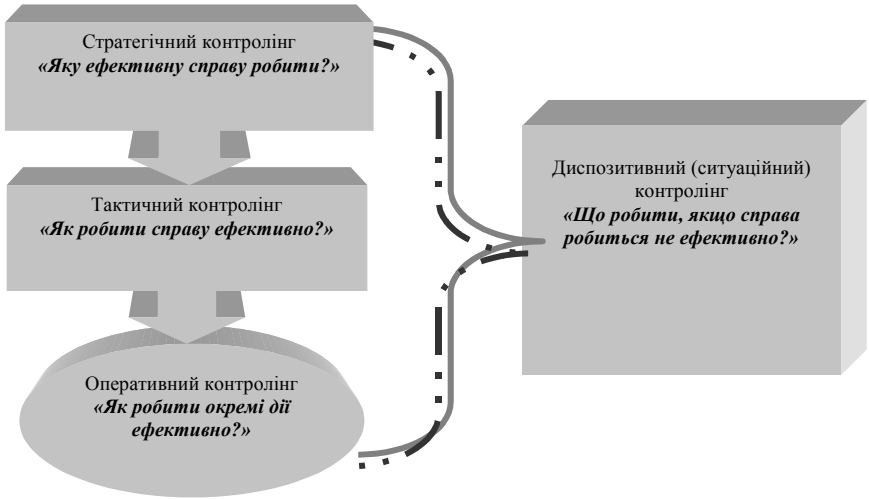 Стратегічний контролінг
«Яку ефективну справу робити?»
Тактичний контролінг
«Як робити справу ефективно?»
Оперативний контролінг
«Як робити окремі дії
ефективно?»
Диспозитивний (ситуаційний)
контролінг
«Що робити, якщо справа
робиться не ефективно?»